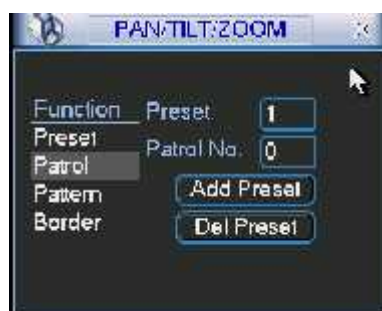 PAN/TILT/ZOOM
Function
Preset
Patrol
Pattern
Border
Preset
1
Patrol No.
0
Add Preset
Del Preset